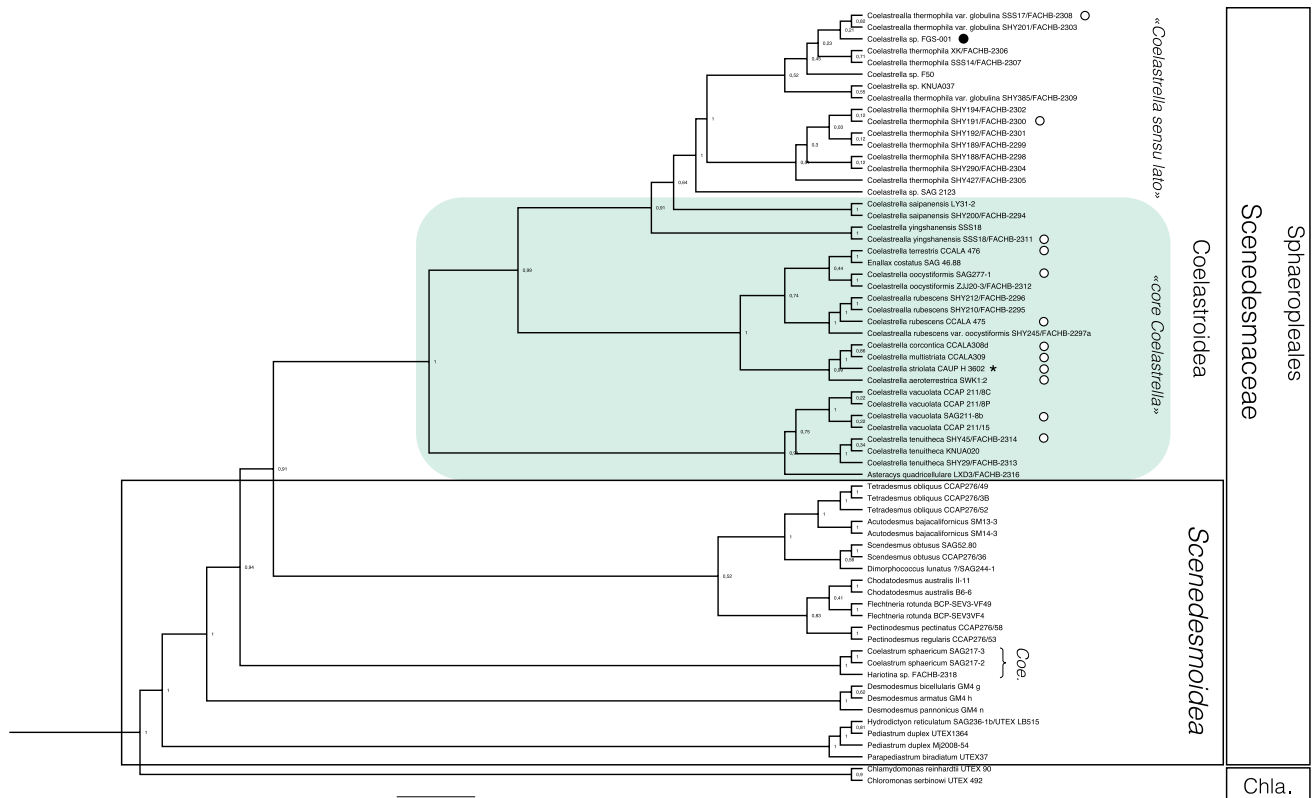 Coelastrealla thermophila var. globulina SSS17/FACHB-2308
Coelastrealla thermophila var. globulina SHY201/FACHB-2303
Coelastrella sp. FGS-001
Coelastrella thermophila XK/FACHB-2306
Coelastrella thermophila SSS14/FACHB-2307
Coelastrella sp. F50
Coelastrella sp. KNUA037
Coelastrealla thermophila var. globulina SHY385/FACHB-2309
Coelastrella thermophila SHY194/FACHB-2302
Coelastrella thermophila SHY191/FACHB-2300
Coelastrella thermophila SHY192/FACHB-2301
Coelastrella thermophila SHY189/FACHB-2299
Coelastrella thermophila SHY188/FACHB-2298
Coelastrella thermophila SHY290/FACHB-2304
Coelastrella thermophila SHY427/FACHB-2305
Coelastrella sp. SAG 2123
Coelastrella saipanensis LY31-2
Coelastrella saipanensis SHY200/FACHB-2294
Coelastrella yingshanensis SSS18
Coelastrealla yingshanensis SSS18/FACHB-2311
Coelastrella terrestris CCALA 476
Enallax costatus SAG 46.88
Coelastrella oocystiformis SAG277-1
Coelastrella oocystiformis ZJJ20-3/FACHB-2312
Coelastrealla rubescens SHY212/FACHB-2296
Coelastrealla rubescens SHY210/FACHB-2295
Coelastrella rubescens CCALA 475
Coelastrealla rubescens var. oocystiformis SHY245/FACHB-2297a
Coelastrella corcontica CCALA308d
Coelastrella multistriata CCALA309
Coelastrella striolata CAUP H 3602 *
Coelastrella aeroterrestrica SWK1:2
Coelastrella vacuolata CCAP 211/8C
Coelastrella vacuolata CCAP 211/8P
Coelastrella vacuolata SAG211-8b
Coelastrella vacuolata CCAP 211/15
Coelastrella tenuitheca SHY45/FACHB-2314
Coelastrella tenuitheca KNUA020
Coelastrella tenuitheca SHY29/FACHB-2313
Asteracys quadricellulare LXD3/FACHB-2316
Tetradesmus obliquus CCAP276/49
Tetradesmus obliquus CCAP276/3B
Tetradesmus obliquus CCAP276/52
Acutodesmus bajacalifornicus SM13-3
Acutodesmus bajacalifornicus SM14-3
Scendesmus obtusus SAG52.80
Scendesmus obtusus CCAP276/36
Dimorphococcus lunatus ?/SAG244-1
Chodatodesmus australis II-11
Chodatodesmus australis B6-6
Flechtneria rotunda BCP-SEV3-VF49
Flechtneria rotunda BCP-SEV3VF4
Pectinodesmus pectinatus CCAP276/58
Pectinodesmus regularis CCAP276/53
Coelastrum sphaericum SAG217-3
Coelastrum sphaericum SAG217-2
Hariotina sp. FACHB-2318
Desmodesmus bicellularis GM4 g
Desmodesmus armatus GM4 h
Desmodesmus pannonicus GM4 n
Hydrodictyon reticulatum SAG236-1b/UTEX LB515
Pediastrum duplex UTEX1364
Pediastrum duplex Mj2008-54
Parapediastrum biradiatum UTEX37
Chlamydomonas reinhardtii UTEX 90
Chloromonas serbinowi UTEX 492
«Coelastrella sensu lato»
«core Coelastrella»
Coe.
Coelastroidea
Scenedesmoidea
Scenedesmaceae
Sphaeropleales
Chla.